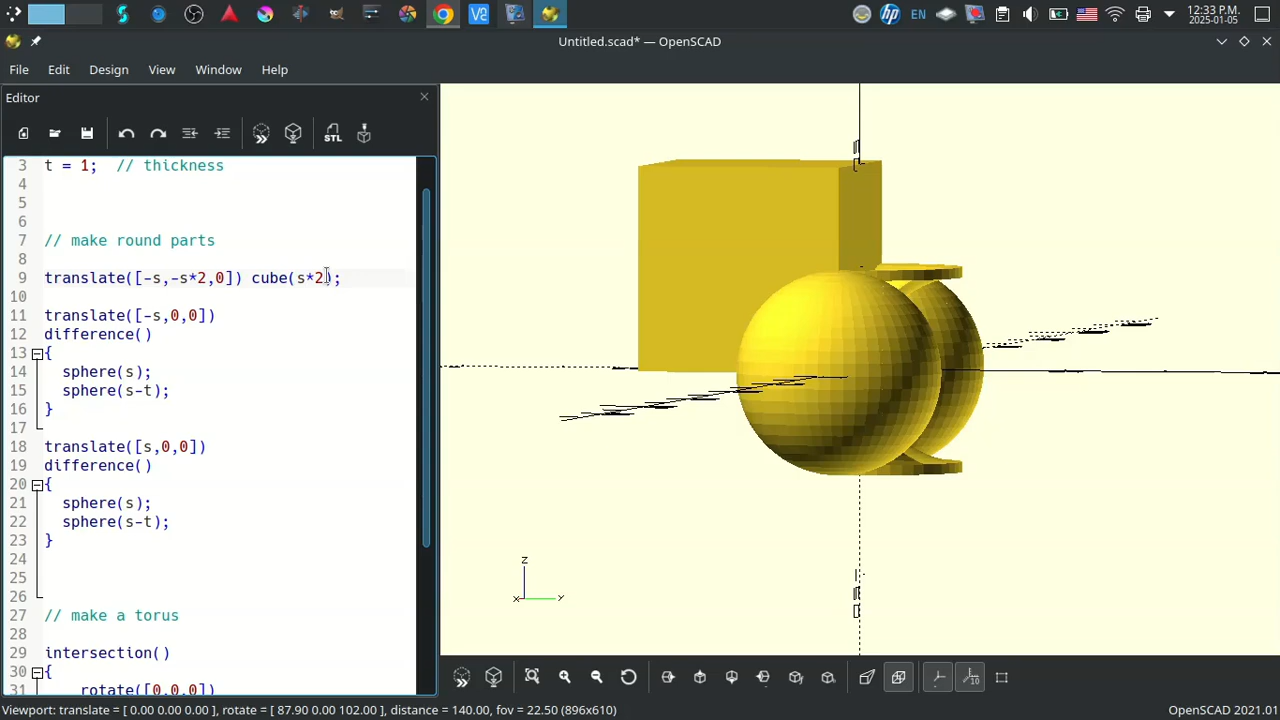 EN
12:33 P.M.
2025-01-05
Untitled.scad* — OpenSCAD
File Edit Design View Window Help
Editor
STL
3 t = 1;  // thickness
4
5
6
7 // make round parts
8
9 translate([-s,-s*2,0]) cube(s*2);
10
11 translate([-s,0,0])
12 difference()
13 {
14   sphere(s);
15   sphere(s-t);
16 }
17
18 translate([s,0,0])
19 difference()
20 {
21   sphere(s);
22   sphere(s-t);
23 }
24
25
26
27 // make a torus
28
29 intersection()
30 {
31     rotate([0,0,0])
z
x
y
10
Viewport: translate = [ 0.00 0.00 0.00 ], rotate = [ 87.90 0.00 102.00 ], distance = 140.00, fov = 22.50 (896x610)
OpenSCAD 2021.01